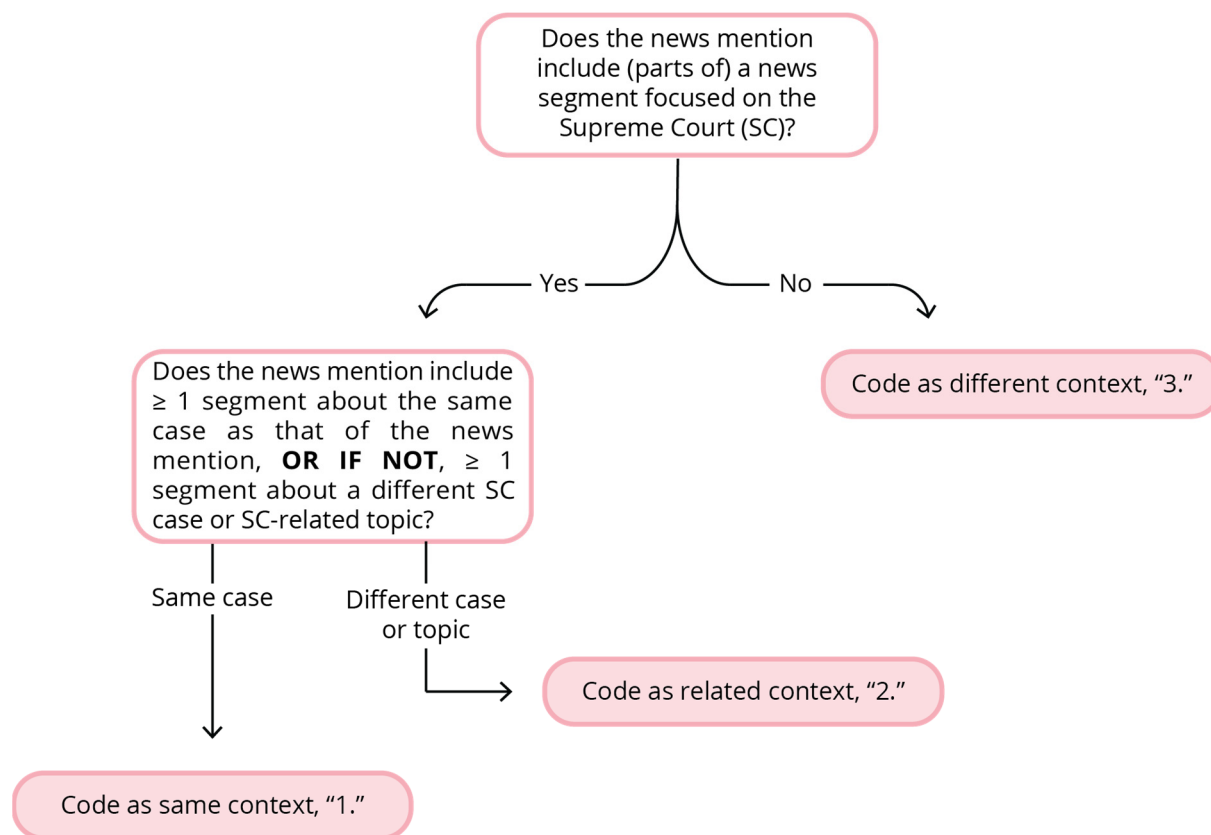 Does the news mention
include (parts of) a news
segment focused on the
Supreme Court (SC)?
Yes
No
Does the news mention include
≥ 1 segment about the same
case as that of the news
mention, OR IF NOT, ≥ 1
segment about a different SC
case or SC-related topic?
Code as different context, “3.”
Same case
Different case
or topic
Code as related context, “2.”
Code as same context, “1.”